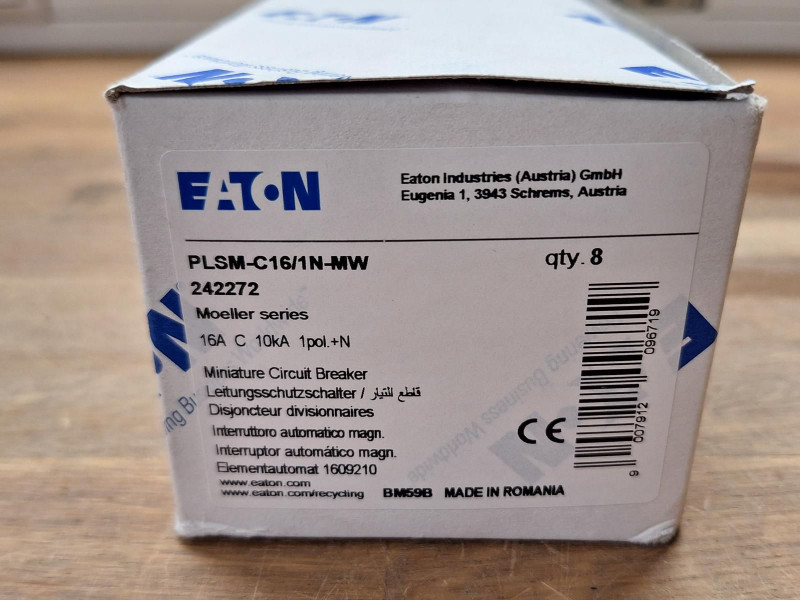 EATON
Eaton Industries (Austria) GmbH
Eugenia 1, 3943 Schrems, Austria
PLSM-C16/1N-MW
qty. 8
242272
Moeller series
16A C 10kA 1pol.+N
Miniature Circuit Breaker
Leitungsschutzschalter / قاطع للتيار
Disjoncteur divisionnaires
Interruttoro automatico magn.
Interruptor automático magn.
Elementautomat 1609210
www.eaton.com
www.eaton.com/recycling
BM59B MADE IN ROMANIA
CE
9 007912 096719